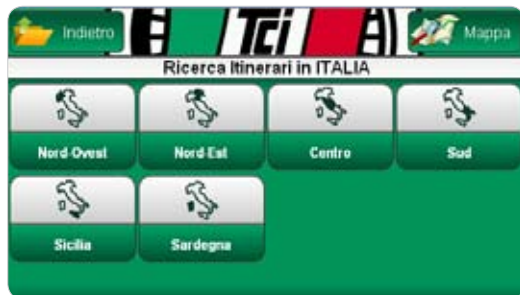 Indietro Tci Mappa
Ricerca Itinerari in ITALIA
Nord-Ovest Nord-Est Centro Sud
Sicilia Sardegna